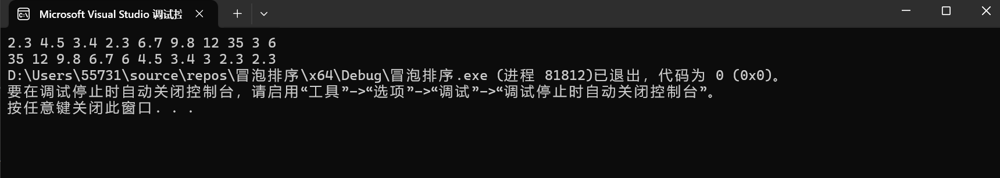 Microsoft Visual Studio 调试控
2.3 4.5 3.4 2.3 6.7 9.8 12 35 3 6
35 12 9.8 6.7 6 4.5 3.4 3 2.3 2.3
D:\Users\55731\source\repos\冒泡排序\x64\Debug\冒泡排序.exe (进程 81812)已退出，代码为 0 (0x0)。
要在调试停止时自动关闭控制台，请启用“工具”->“选项”->“调试”->“调试停止时自动关闭控制台”。
按任意键关闭此窗口. . .